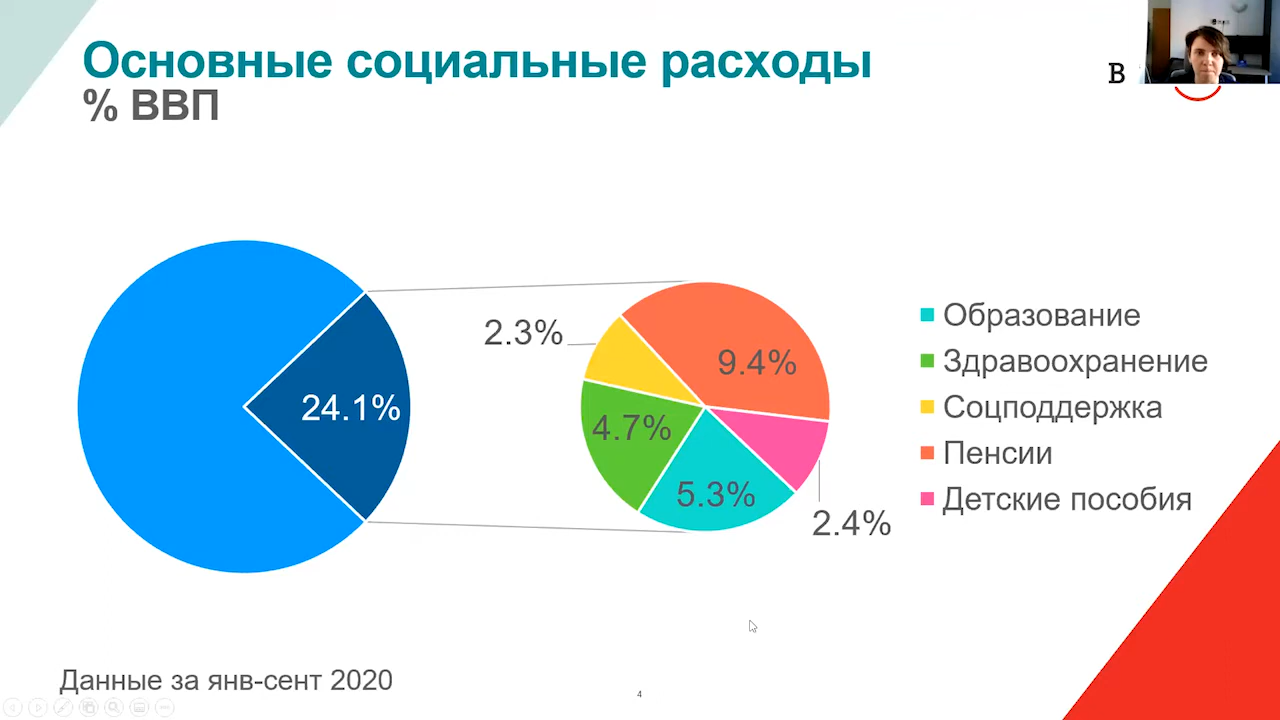 Основные социальные расходы
% ВВП
B
24.1%
2.3%
9.4%
4.7%
5.3%
2.4%
Образование
Здравоохранение
Соцподдержка
Пенсии
Детские пособия
Данные за янв-сент 2020
4